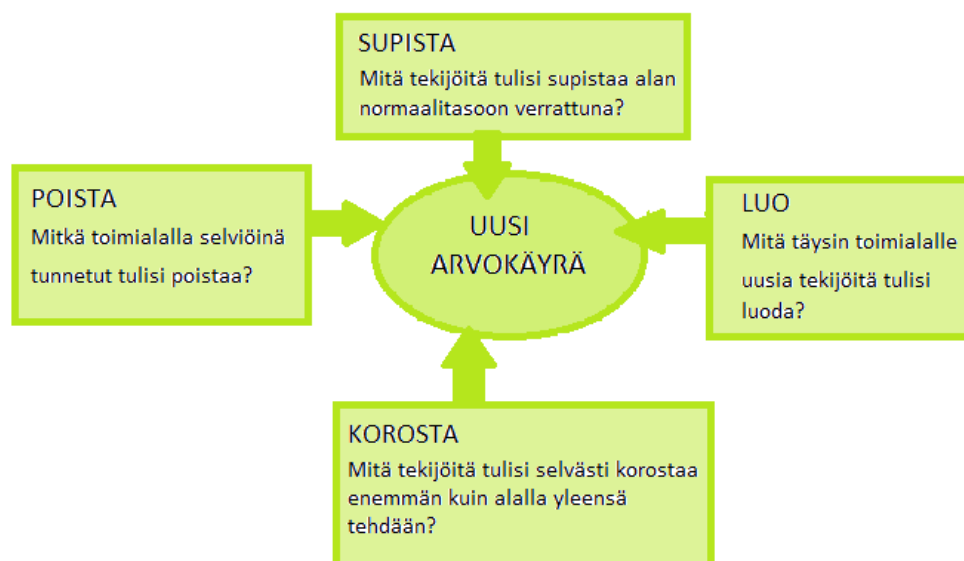 SUPISTA
Mitä tekijöitä tulisi supistaa alan
normaalitasoon verrattuna?
POISTA
Mitkä toimialalla selviöinä
tunnetut tulisi poistaa?
UUSI
ARVOKÄYRÄ
LUO
Mitä täysin toimialalle
uusia tekijöitä tulisi
luoda?
KOROSTA
Mitä tekijöitä tulisi selvästi korostaa
enemmän kuin alalla yleensä
tehdään?